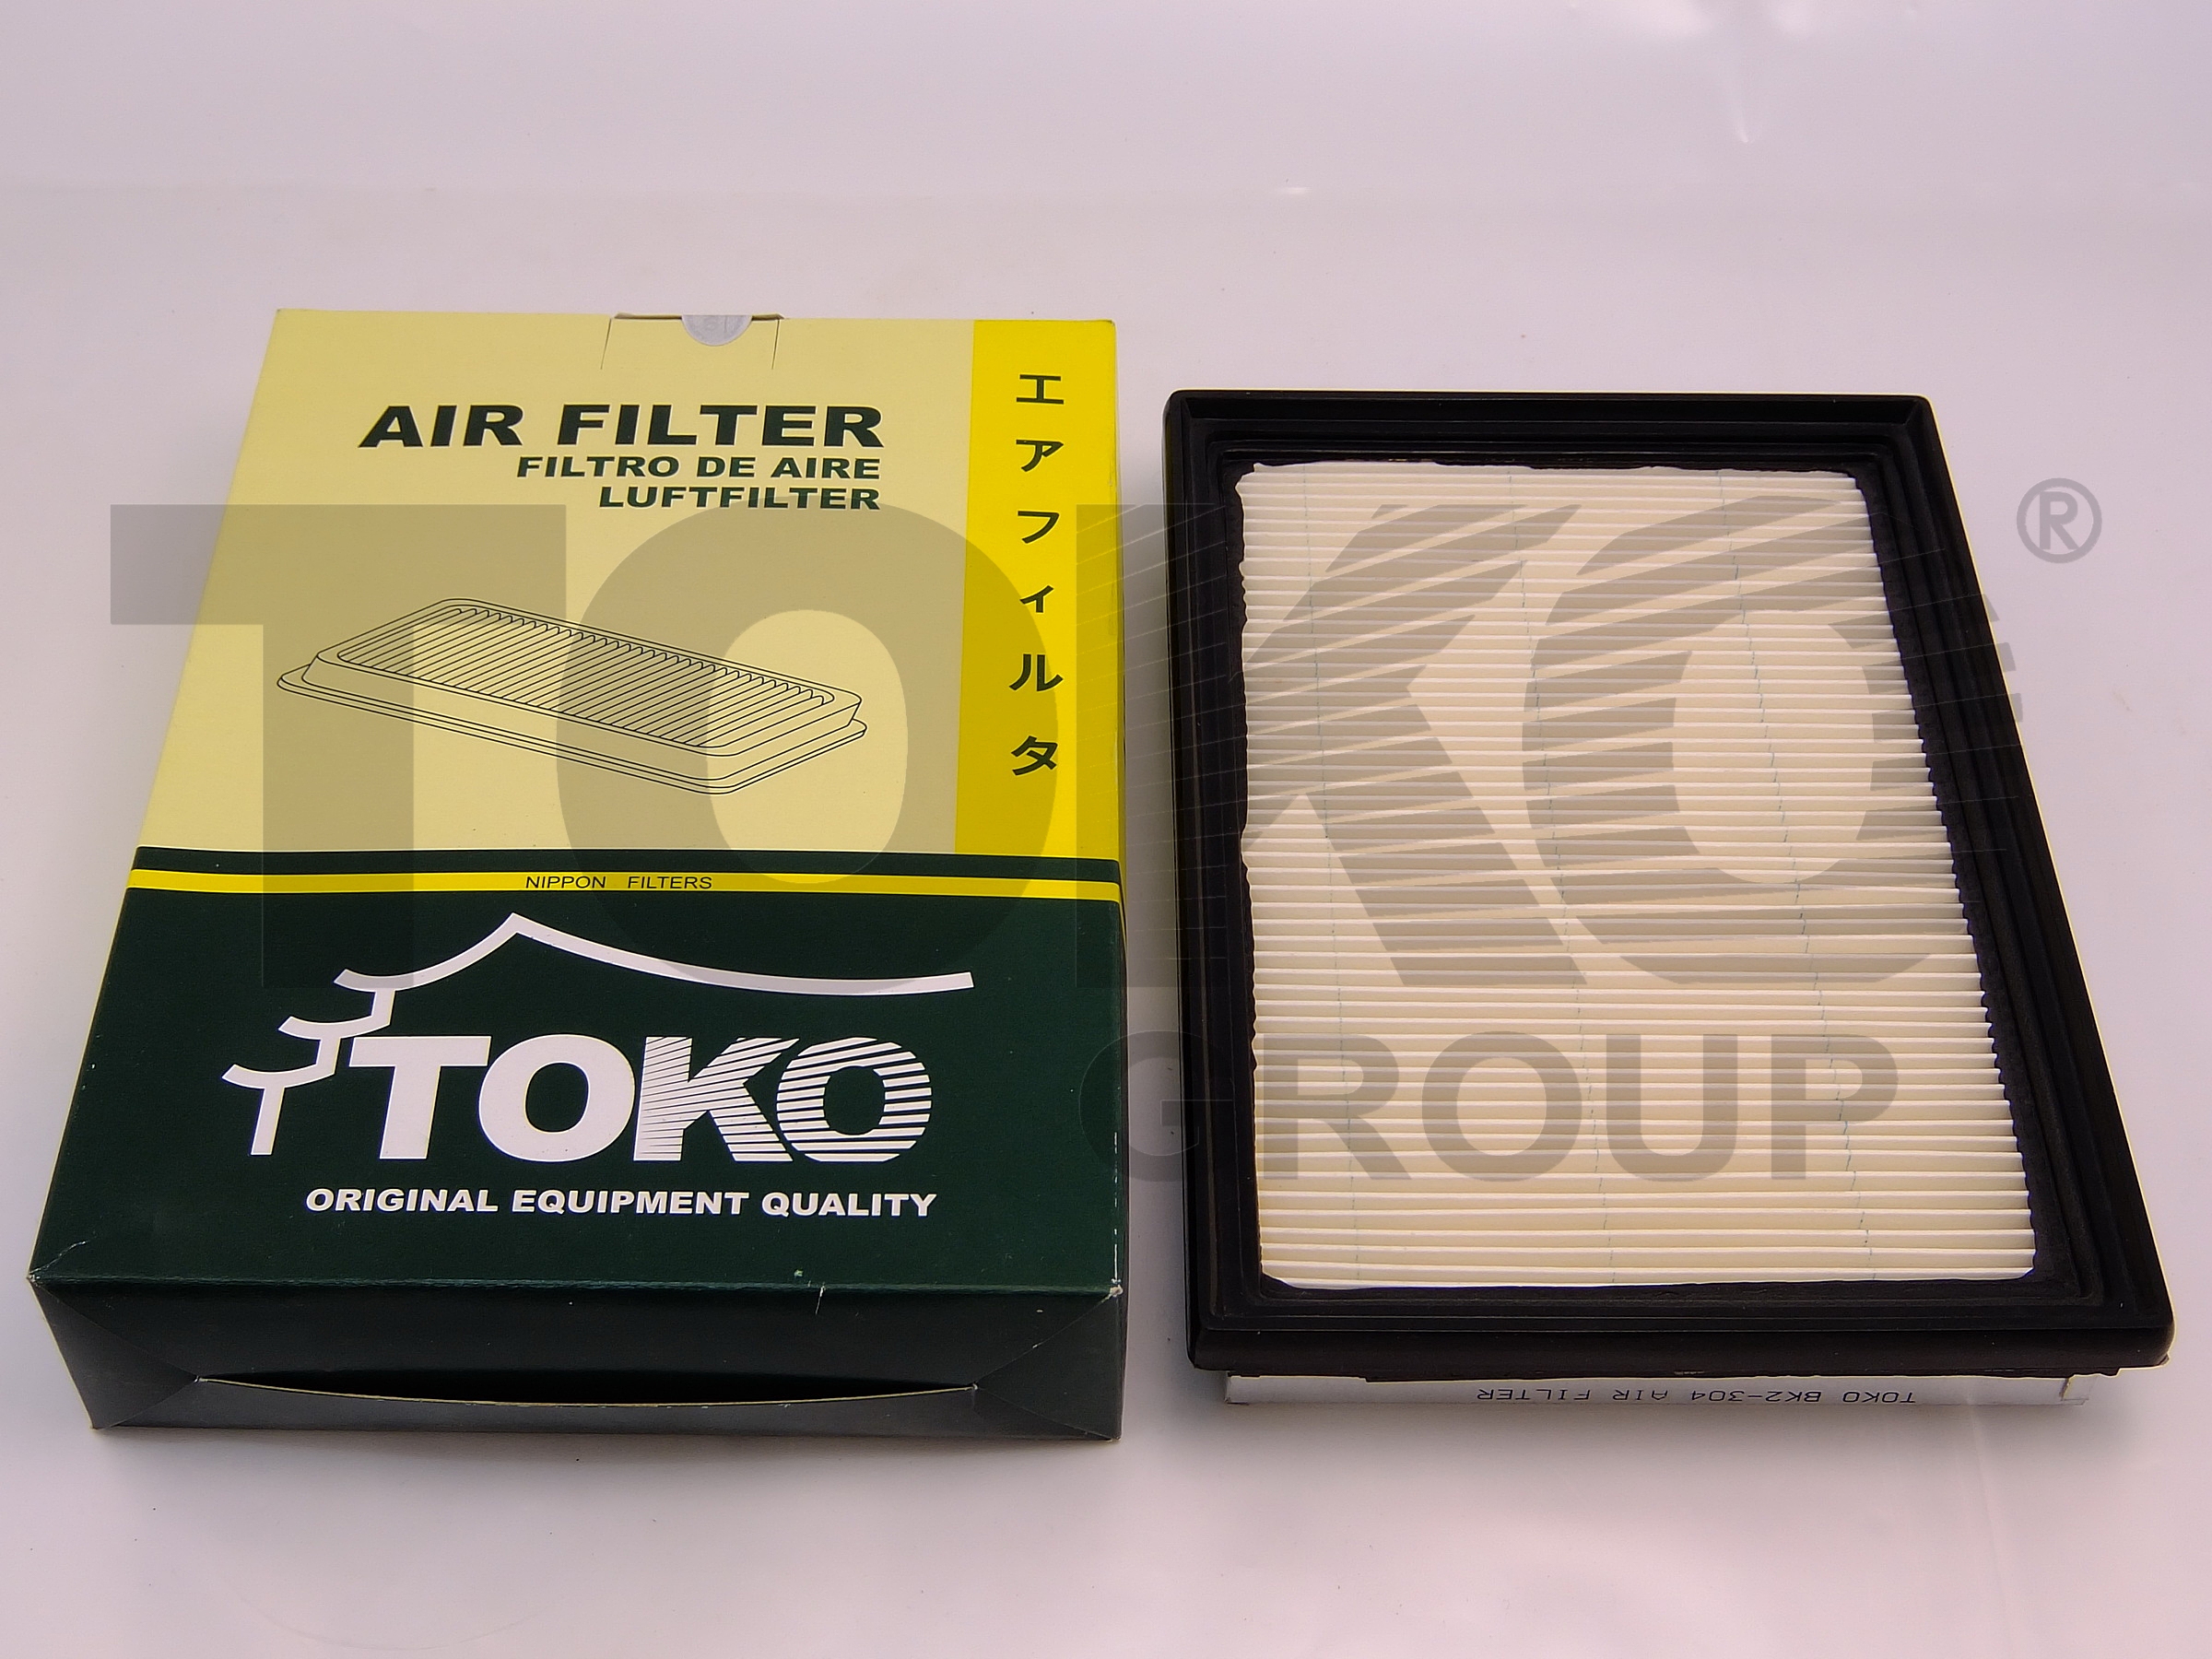 AIR FILTER
FILTRO DE AIRE
LUFTFILTER
エアフィルタ
NIPPON FILTERS
TOKO
ORIGINAL EQUIPMENT QUALITY
TOKO BK2-304 AIR FILTER
TOKO ®
GROUP